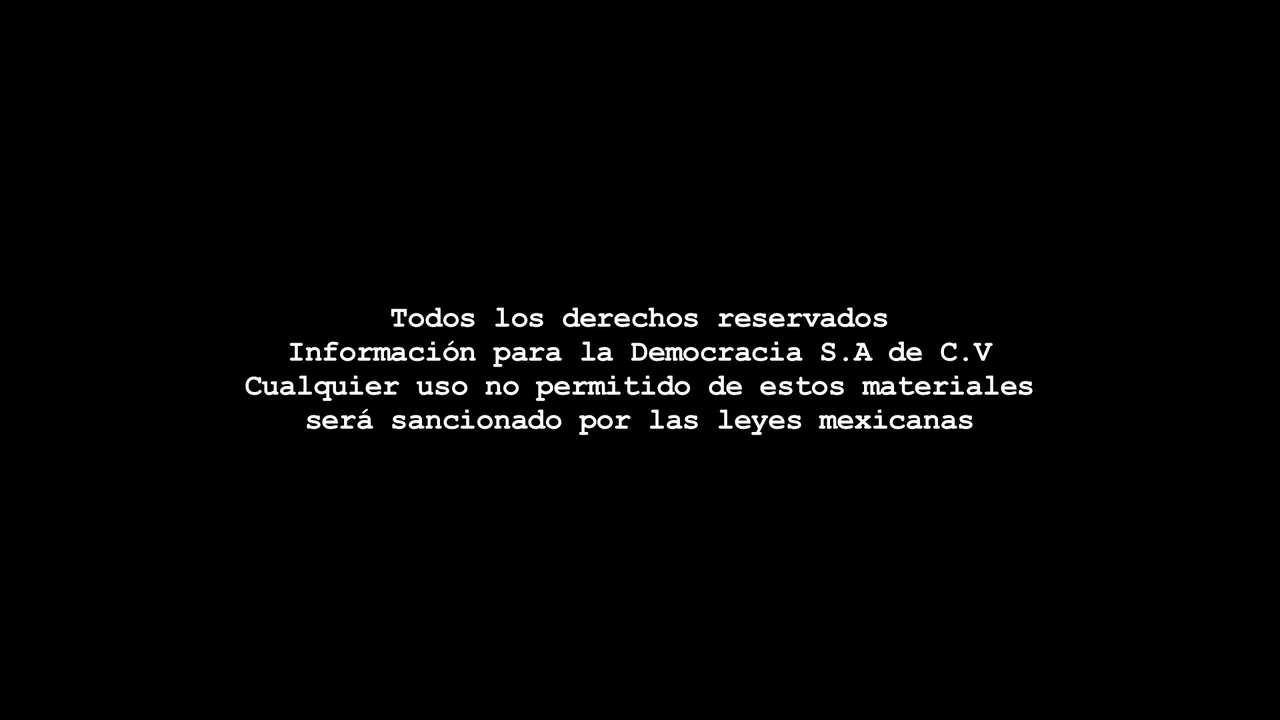 Todos los derechos reservados
Información para la Democracia S.A de C.V
Cualquier uso no permitido de estos materiales
será sancionado por las leyes mexicanas